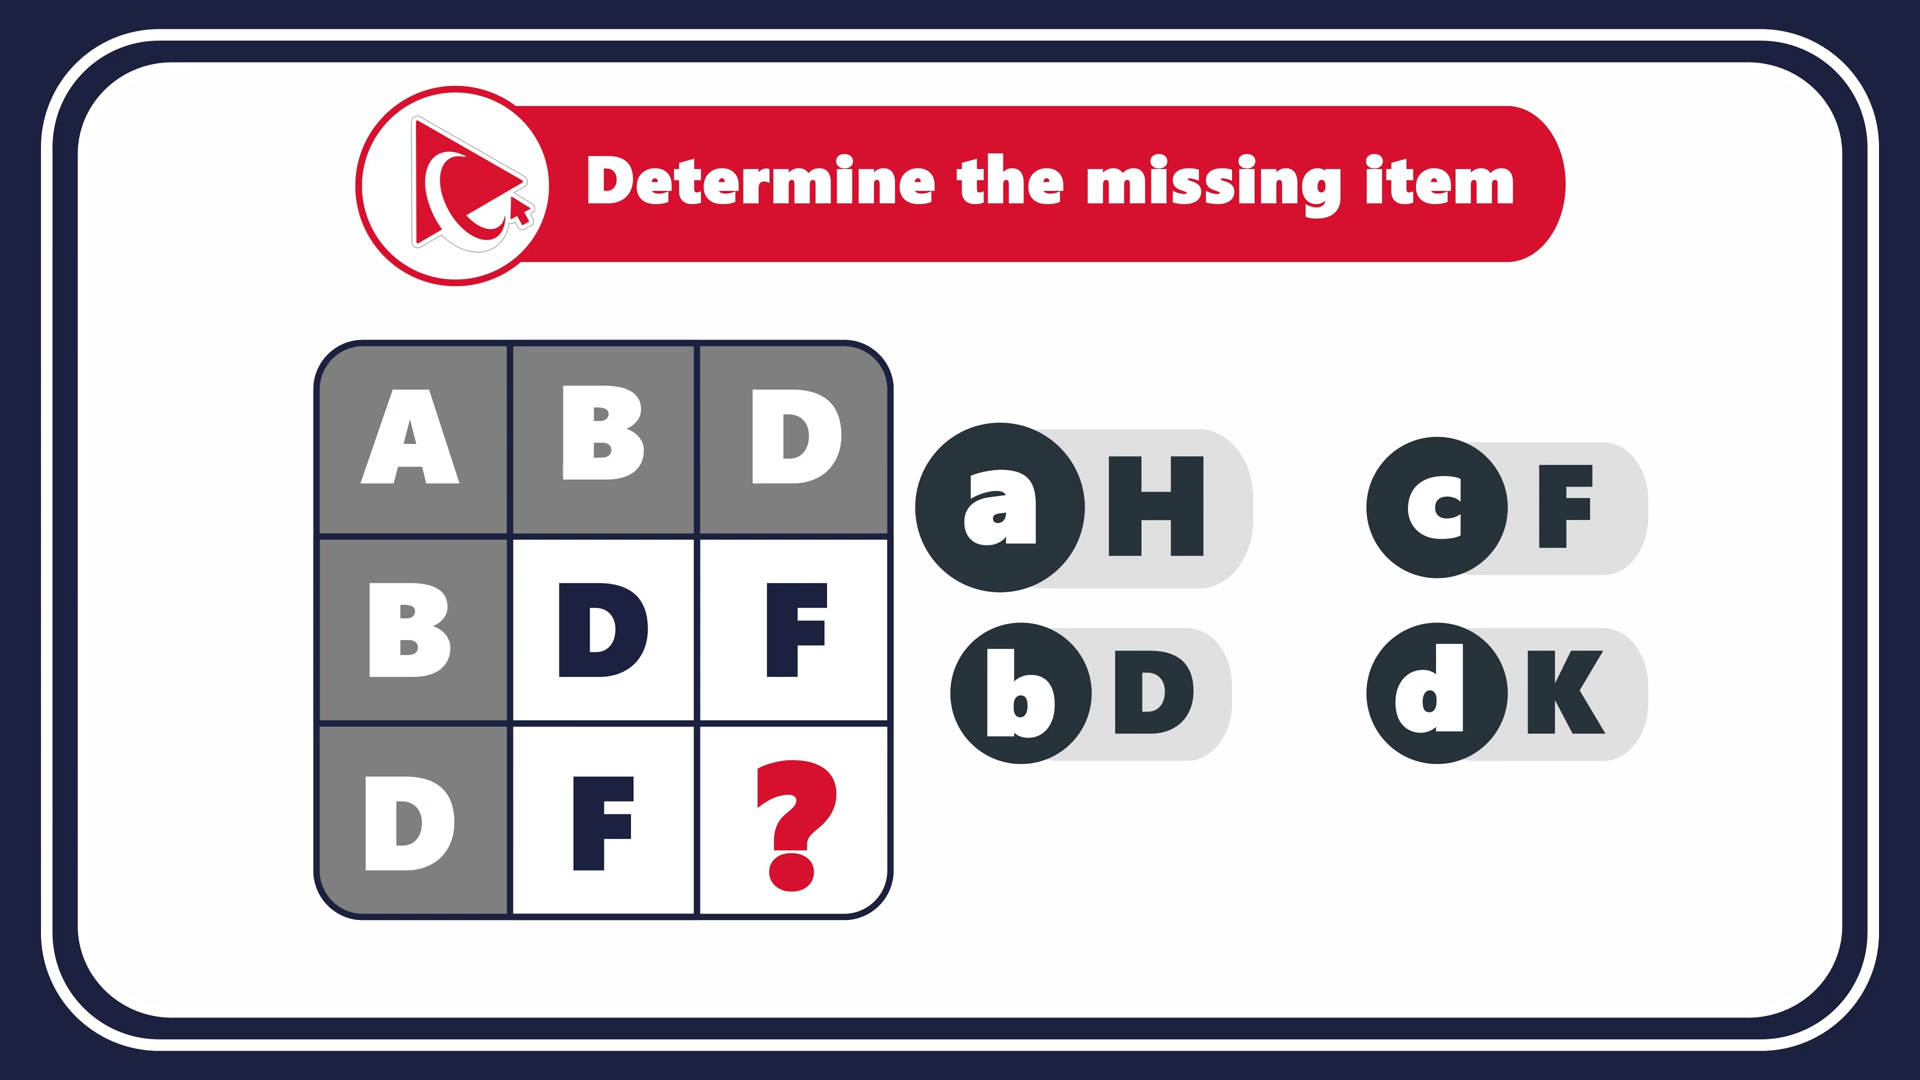 Determine the missing item
A B D
B D F
D F ?
a H
c F
b D
d K